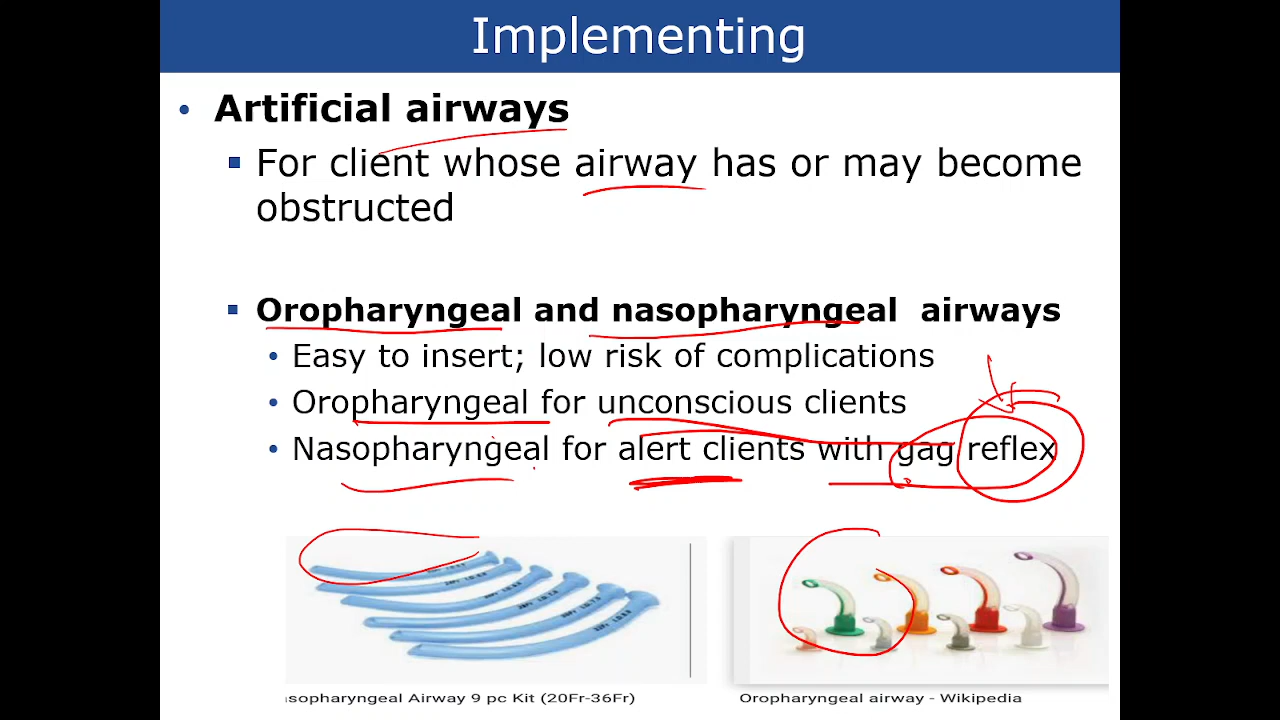 Implementing
• Artificial airways
▪ For client whose airway has or may become
obstructed
▪ Oropharyngeal and nasopharyngeal airways
• Easy to insert; low risk of complications
• Oropharyngeal for unconscious clients
• Nasopharyngeal for alert clients with gag reflex
sopharyngeal Airway 9 pc Kit (20Fr-36Fr)
Oropharyngeal airway - Wikipedia